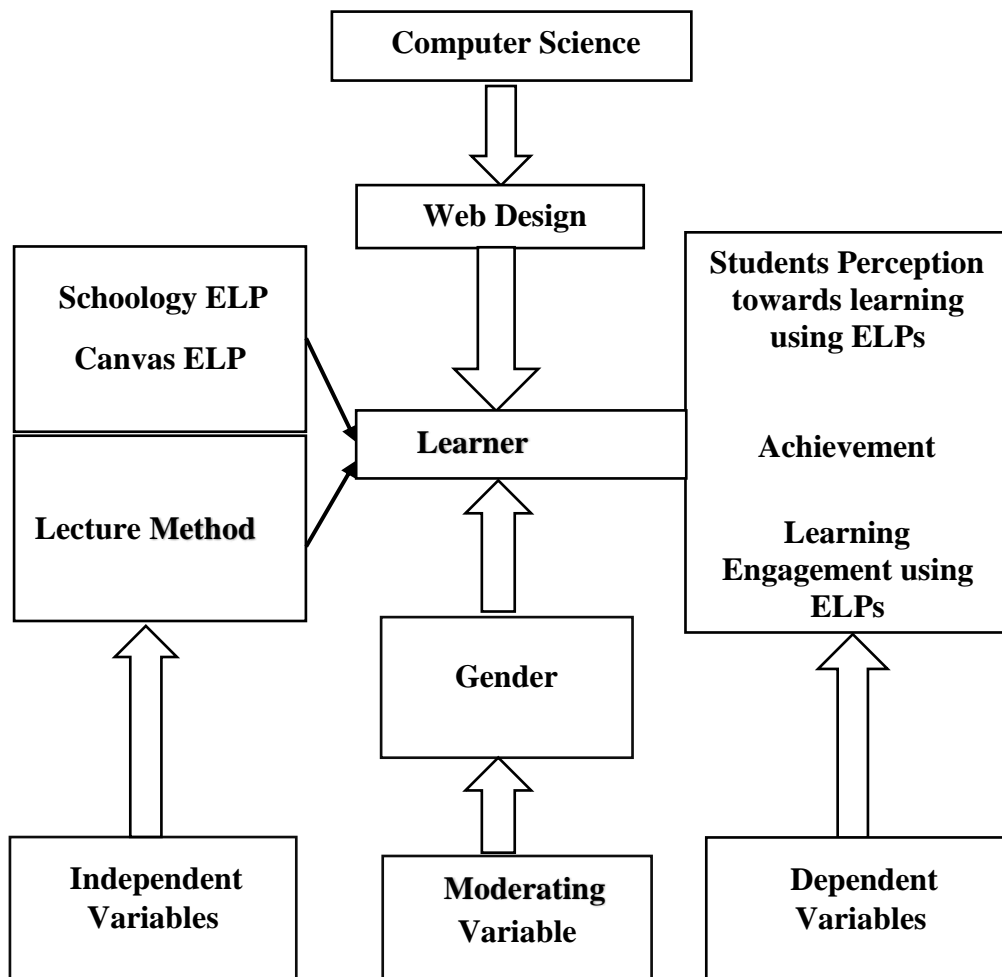 Computer Science
Web Design
Schoology ELP
Canvas ELP
Lecture Method
Learner
Students Perception
towards learning
using ELPs
Achievement
Learning
Engagement using
ELPs
Gender
Independent
Variables
Moderating
Variable
Dependent
Variables